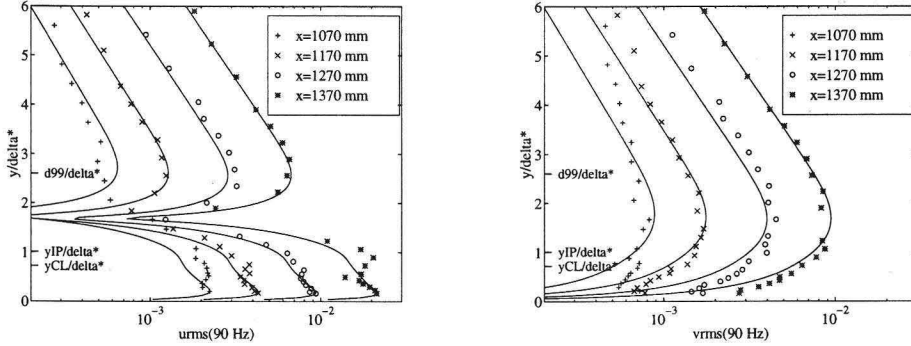 6
5
4
3
2
1
0
y/delta*
d99/delta*
yIP/delta*
yCL/delta*
x=1070 mm
x=1170 mm
x=1270 mm
x=1370 mm
10⁻³
10⁻²
urms(90 Hz)
6
5
4
3
2
1
0
y/delta*
d99/delta*
yIP/delta*
yCL/delta*
x=1070 mm
x=1170 mm
x=1270 mm
x=1370 mm
10⁻³
10⁻²
vrms(90 Hz)